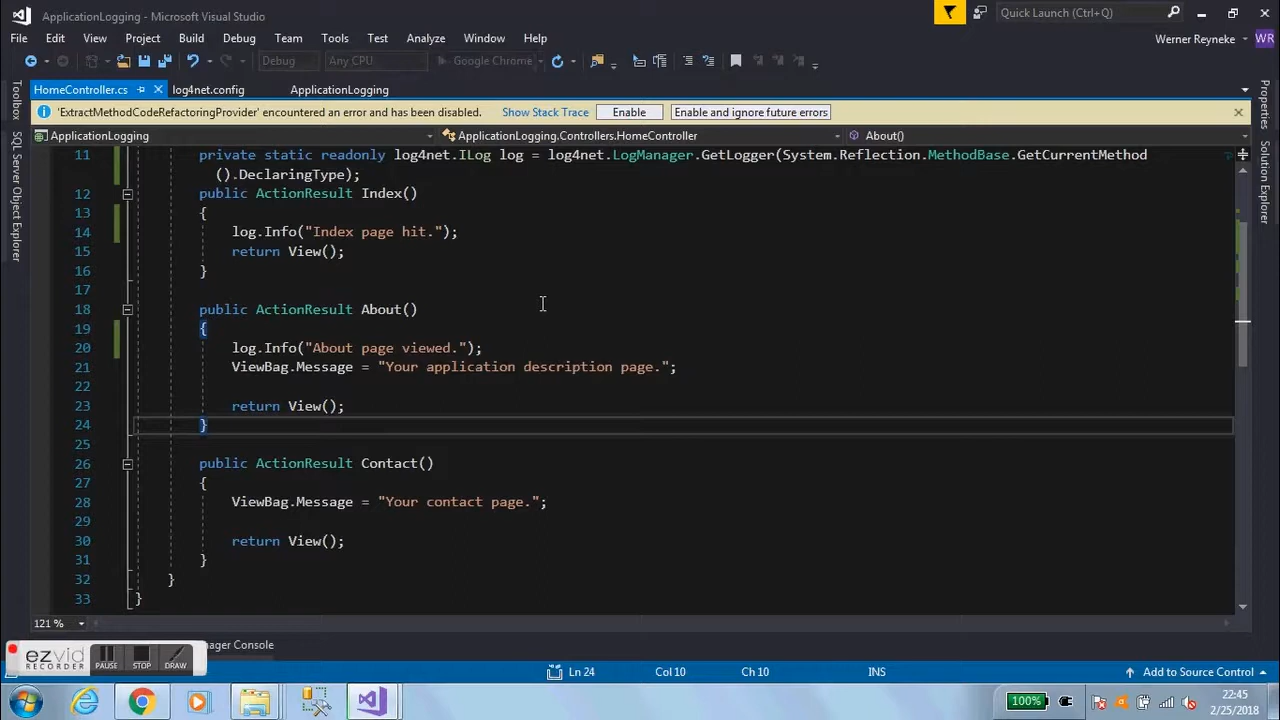 ApplicationLogging - Microsoft Visual Studio
Quick Launch (Ctrl+Q)
File Edit View Project Build Debug Team Tools Test Analyze Window Help
Werner Reyneke WR
Debug Any CPU Google Chrome
HomeController.cs log4net.config ApplicationLogging
'ExtractMethodCodeRefactoringProvider' encountered an error and has been disabled. Show Stack Trace Enable Enable and ignore future errors
ApplicationLogging ApplicationLogging.Controllers.HomeController About()
Toolbox
SQL Server Object Explorer
Properties
Solution Explorer
11 private static readonly log4net.ILog log = log4net.LogManager.GetLogger(System.Reflection.MethodBase.GetCurrentMethod
().DeclaringType);
12 public ActionResult Index()
13 {
14 log.Info("Index page hit.");
15 return View();
16 }
17
18 public ActionResult About()
19 {
20 log.Info("About page viewed.");
21 ViewBag.Message = "Your application description page.";
22
23 return View();
24 }
25
26 public ActionResult Contact()
27 {
28 ViewBag.Message = "Your contact page.";
29
30 return View();
31 }
32 }
33 }
121 %
ager Console
ezvid
RECORDER
PAUSE STOP DRAW
Ln 24 Col 10 Ch 10 INS Add to Source Control
100%
22:45
2/25/2018